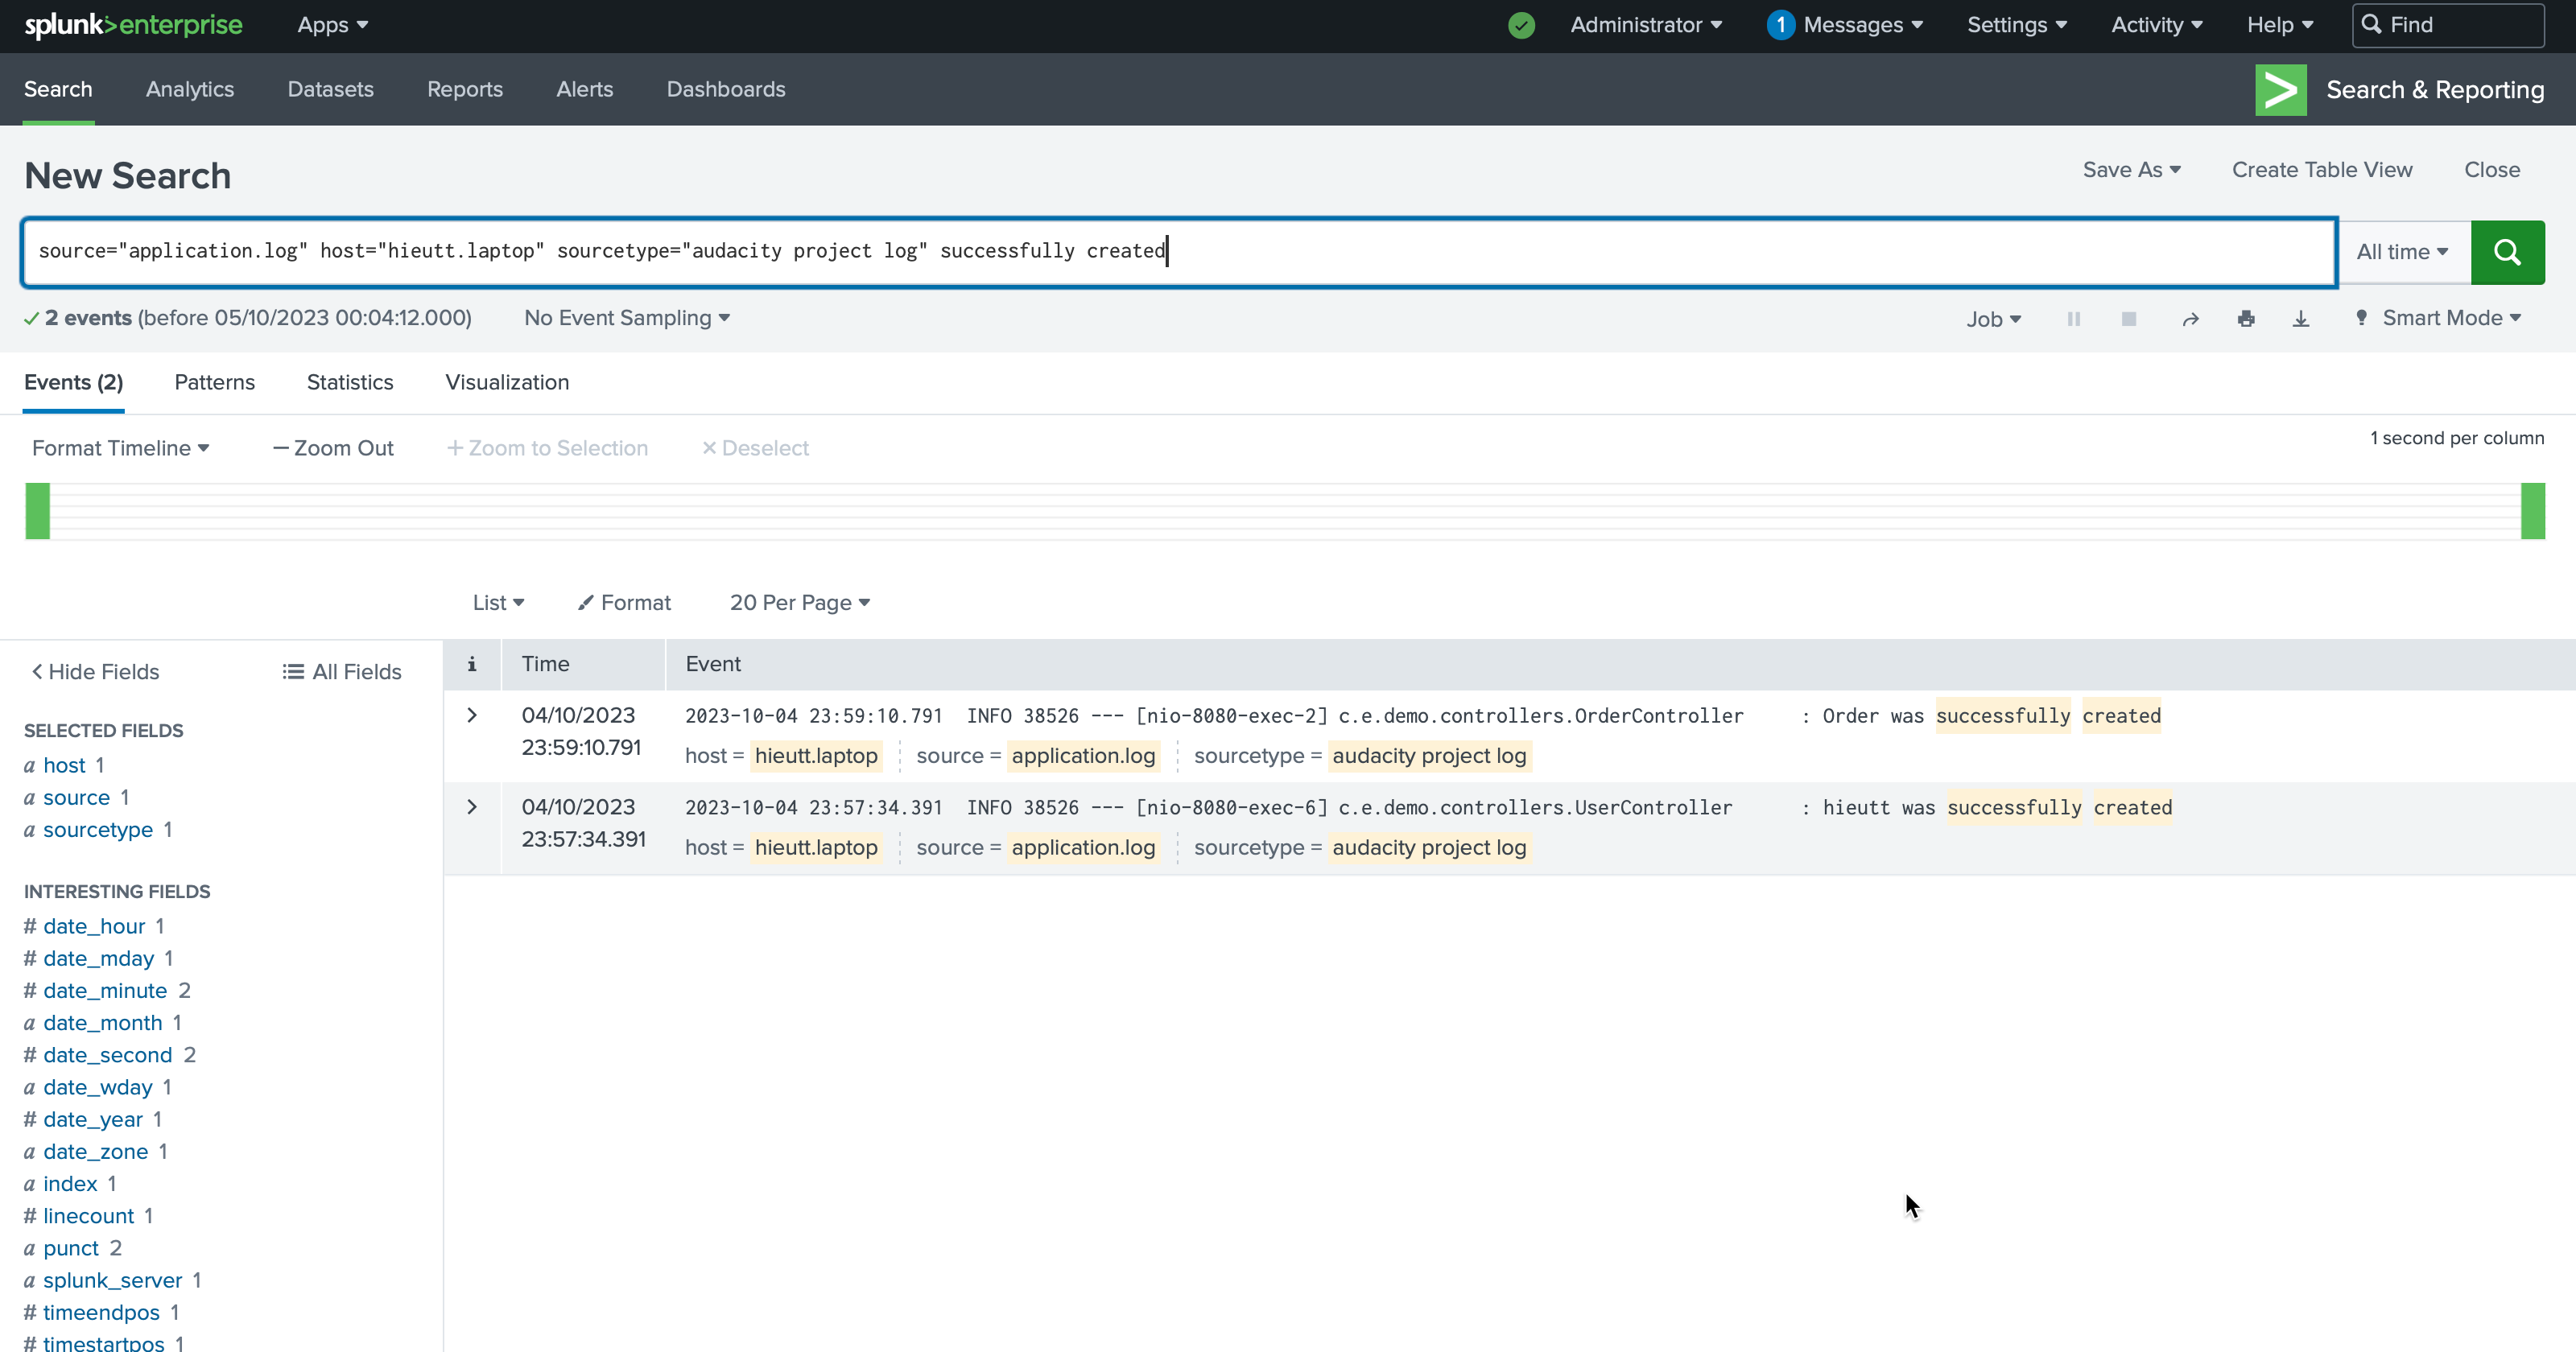 splunk>enterprise Apps Administrator 1 Messages Settings Activity Help Find
Search Analytics Datasets Reports Alerts Dashboards > Search & Reporting
New Search Save As Create Table View Close
source="application.log" host="hieutt.laptop" sourcetype="audacity project log" successfully created All time
2 events (before 05/10/2023 00:04:12.000) No Event Sampling Job Smart Mode
Events (2) Patterns Statistics Visualization
Format Timeline — Zoom Out + Zoom to Selection × Deselect 1 second per column
List Format 20 Per Page
< Hide Fields All Fields
i Time Event
SELECTED FIELDS
a host 1
a source 1
a sourcetype 1
INTERESTING FIELDS
# date_hour 1
# date_mday 1
# date_minute 2
a date_month 1
# date_second 2
a date_wday 1
# date_year 1
a date_zone 1
a index 1
# linecount 1
a punct 2
a splunk_server 1
# timeendpos 1
# timestartpos 1
> 04/10/2023 2023-10-04 23:59:10.791 INFO 38526 --- [nio-8080-exec-2] c.e.demo.controllers.OrderController : Order was successfully created
23:59:10.791 host = hieutt.laptop source = application.log sourcetype = audacity project log
> 04/10/2023 2023-10-04 23:57:34.391 INFO 38526 --- [nio-8080-exec-6] c.e.demo.controllers.UserController : hieutt was successfully created
23:57:34.391 host = hieutt.laptop source = application.log sourcetype = audacity project log